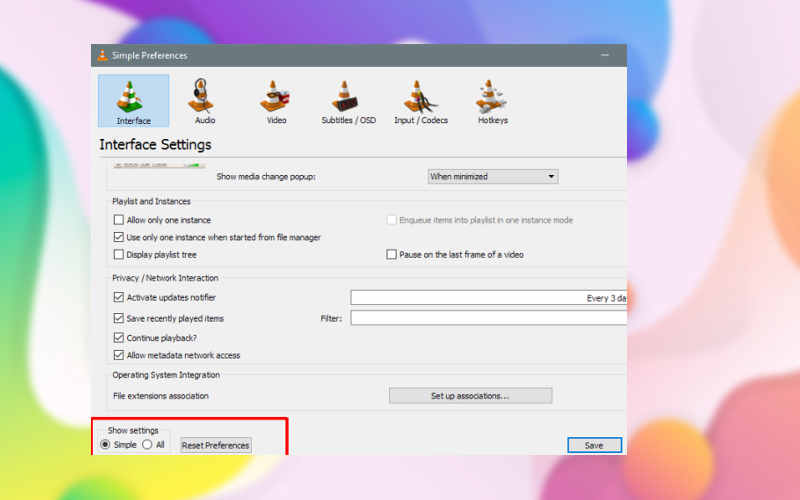 Simple Preferences
Interface Audio Video Subtitles / OSD Input / Codecs Hotkeys
Interface Settings
Show media change popup: When minimized
Playlist and Instances
Allow only one instance Enqueue items into playlist in one instance mode
Use only one instance when started from file manager
Display playlist tree Pause on the last frame of a video
Privacy / Network Interaction
Activate updates notifier Every 3 da
Save recently played items Filter:
Continue playback?
Allow metadata network access
Operating System Integration
File extensions association Set up associations...
Show settings
Simple All Reset Preferences Save